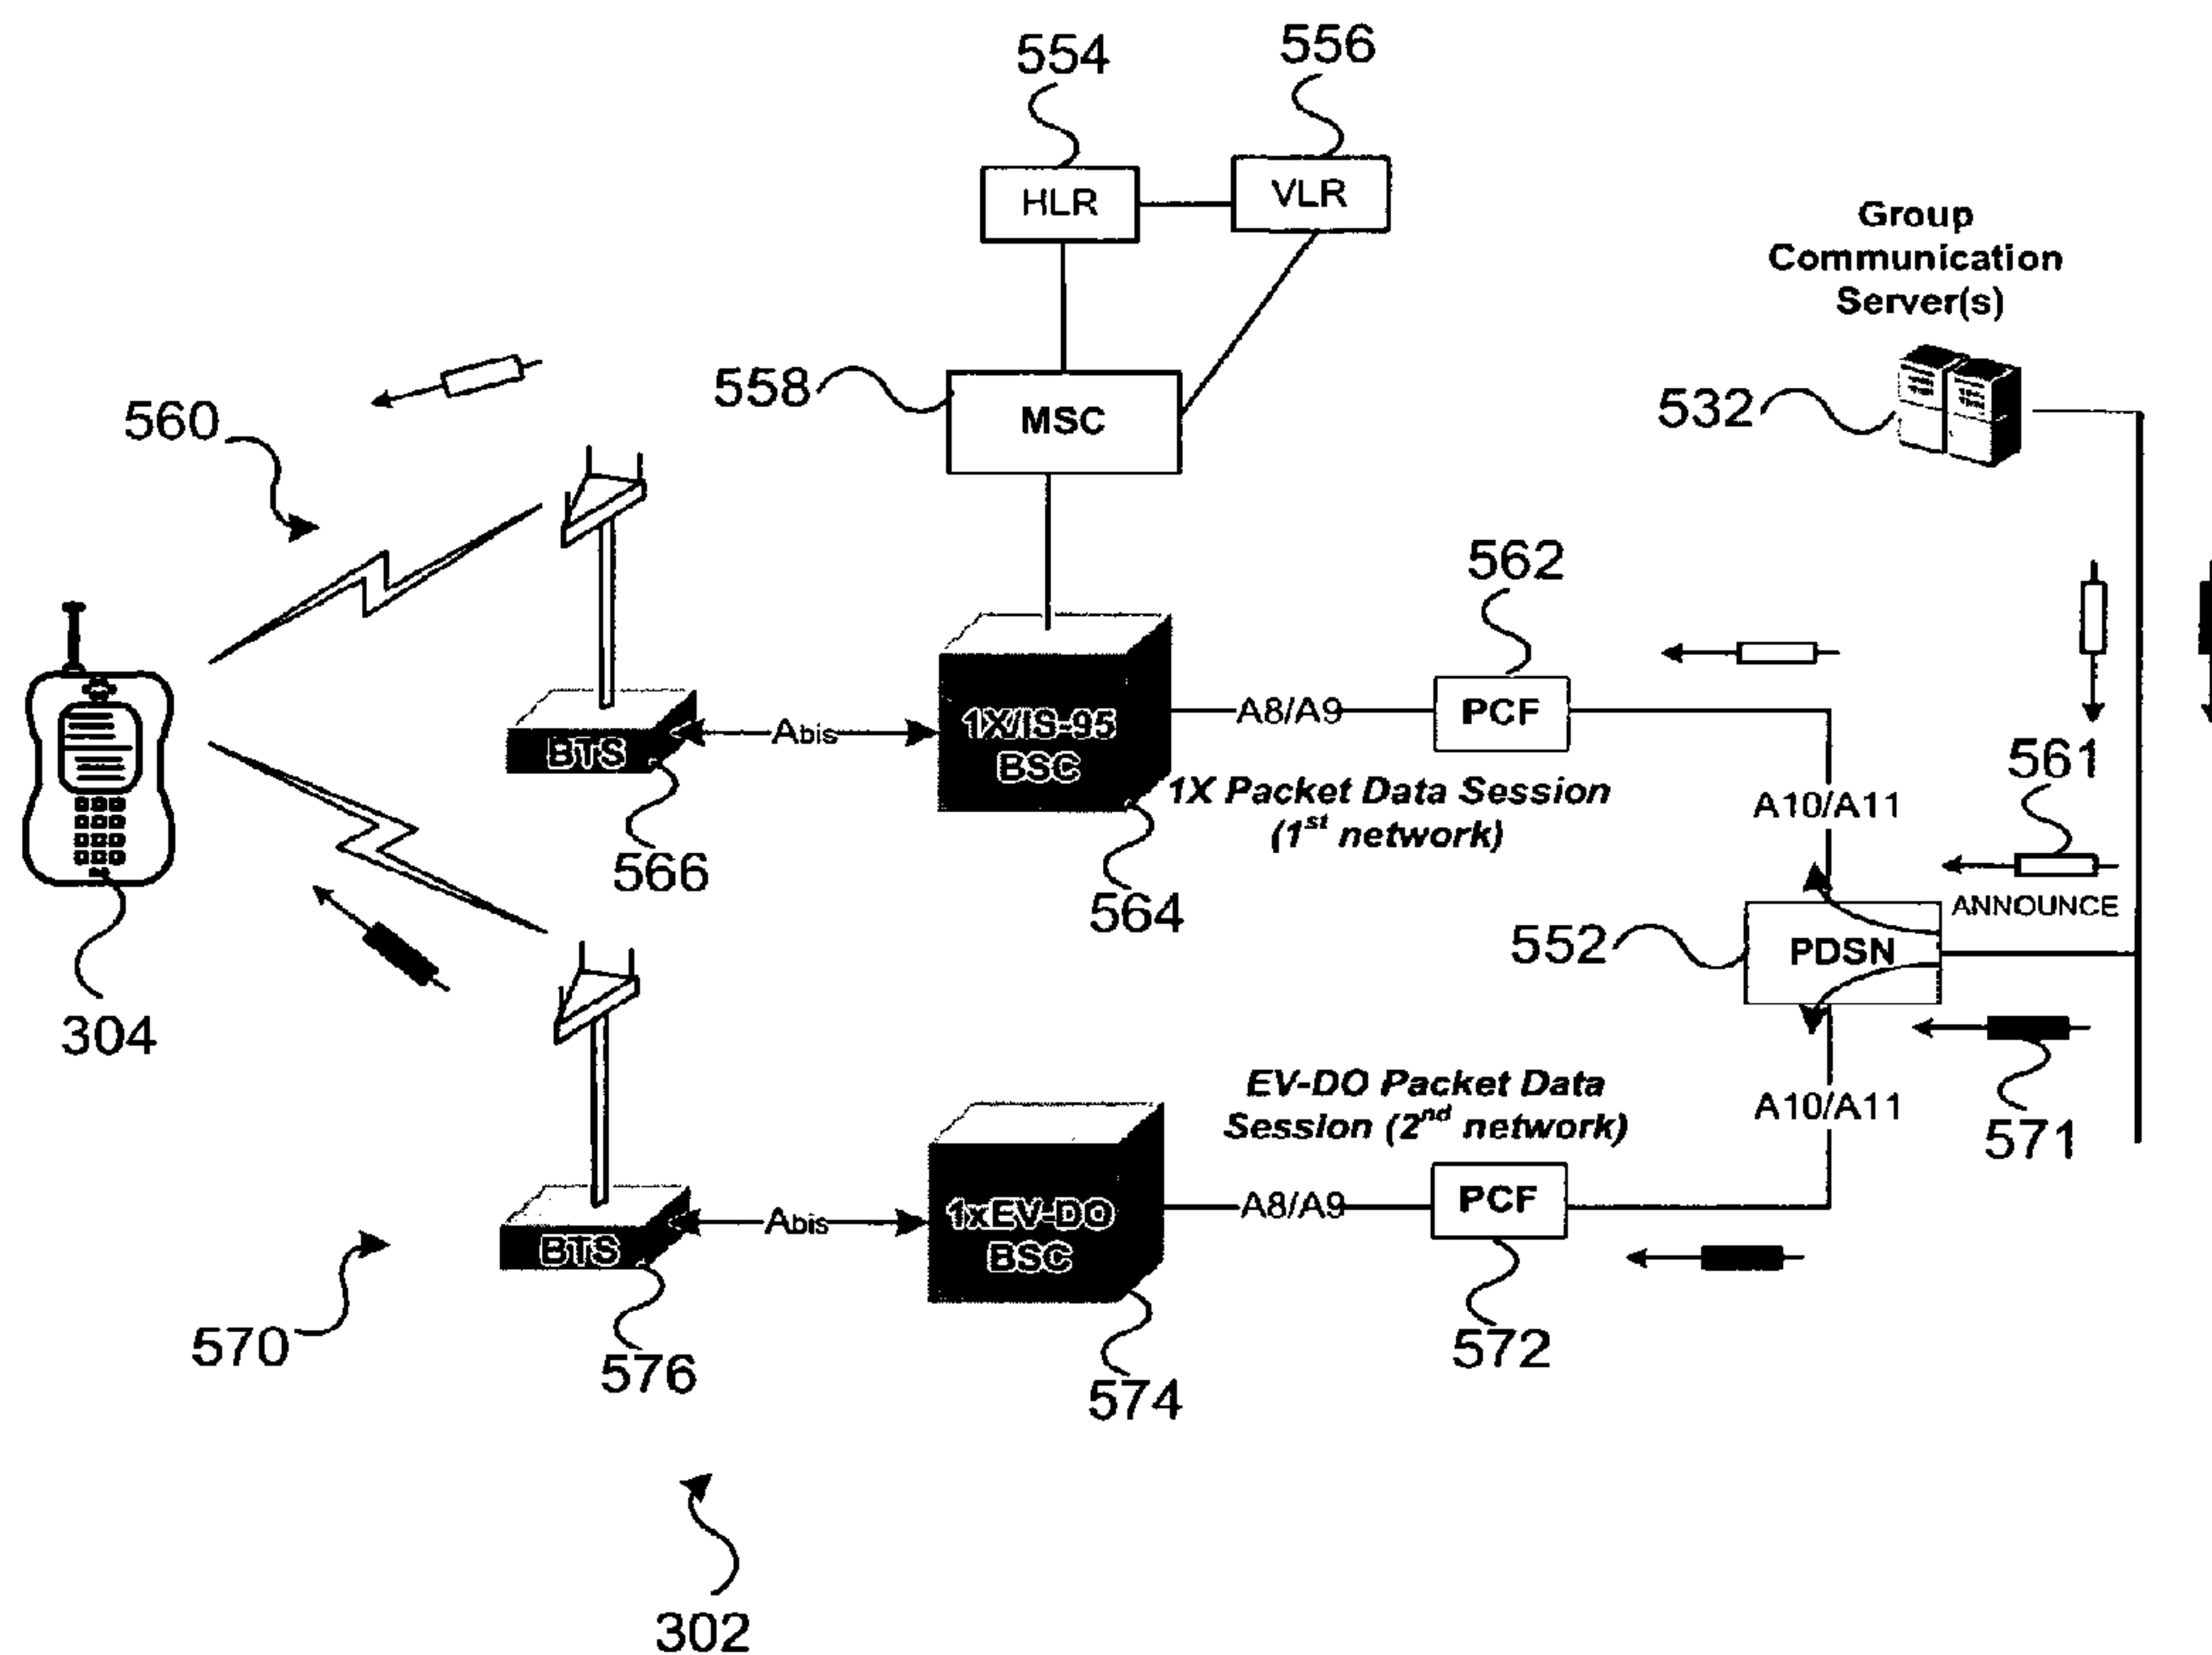 554
556
HLR
VLR
Group
Communication
Server(s)
558
MSC
532
560
562
1X/IS-95
BSC
A8/A9
PCF
Abis
BTS
561
1X Packet Data Session
(1st network)
A10/A11
566
564
ANNOUNCE
552
PDSN
304
EV-DO Packet Data
Session (2nd network)
A10/A11
571
1xEV-DO
BSC
A8/A9
PCF
Abis
BTS
570
576
574
572
302